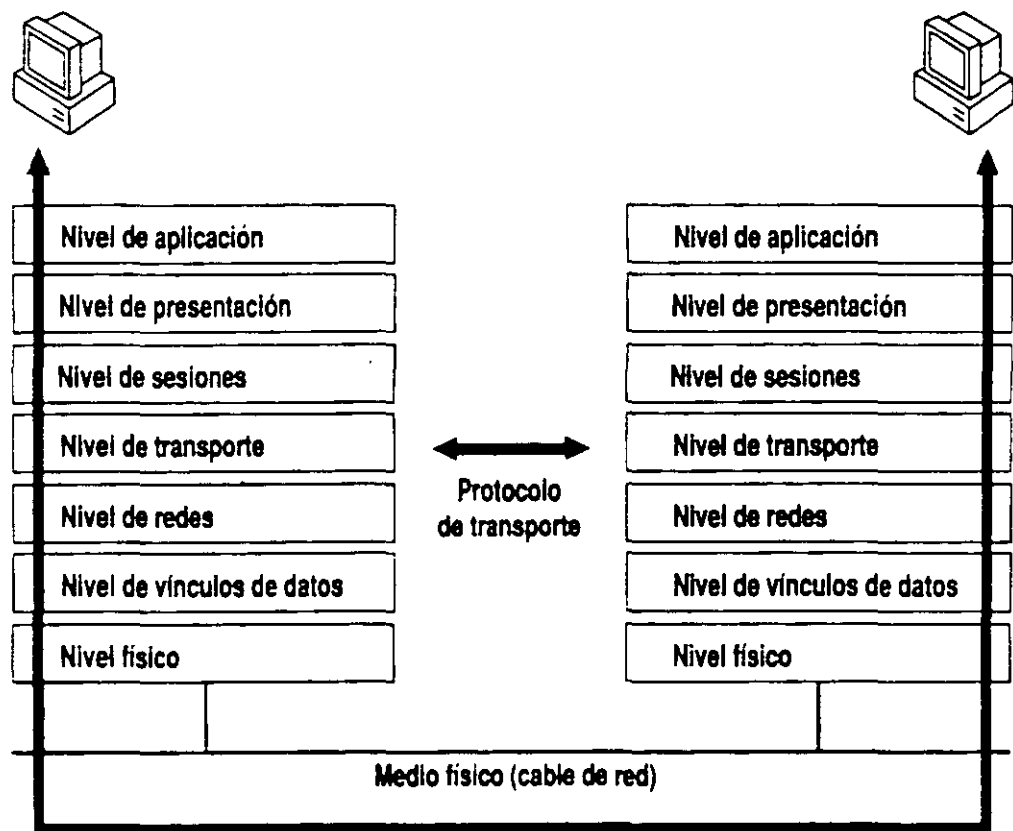 Nivel de aplicación
Nivel de presentación
Nivel de sesiones
Nivel de transporte
Nivel de redes
Nivel de vínculos de datos
Nivel físico
Protocolo
de transporte
Nivel de aplicación
Nivel de presentación
Nivel de sesiones
Nivel de transporte
Nivel de redes
Nivel de vínculos de datos
Nivel físico
Medio físico (cable de red)